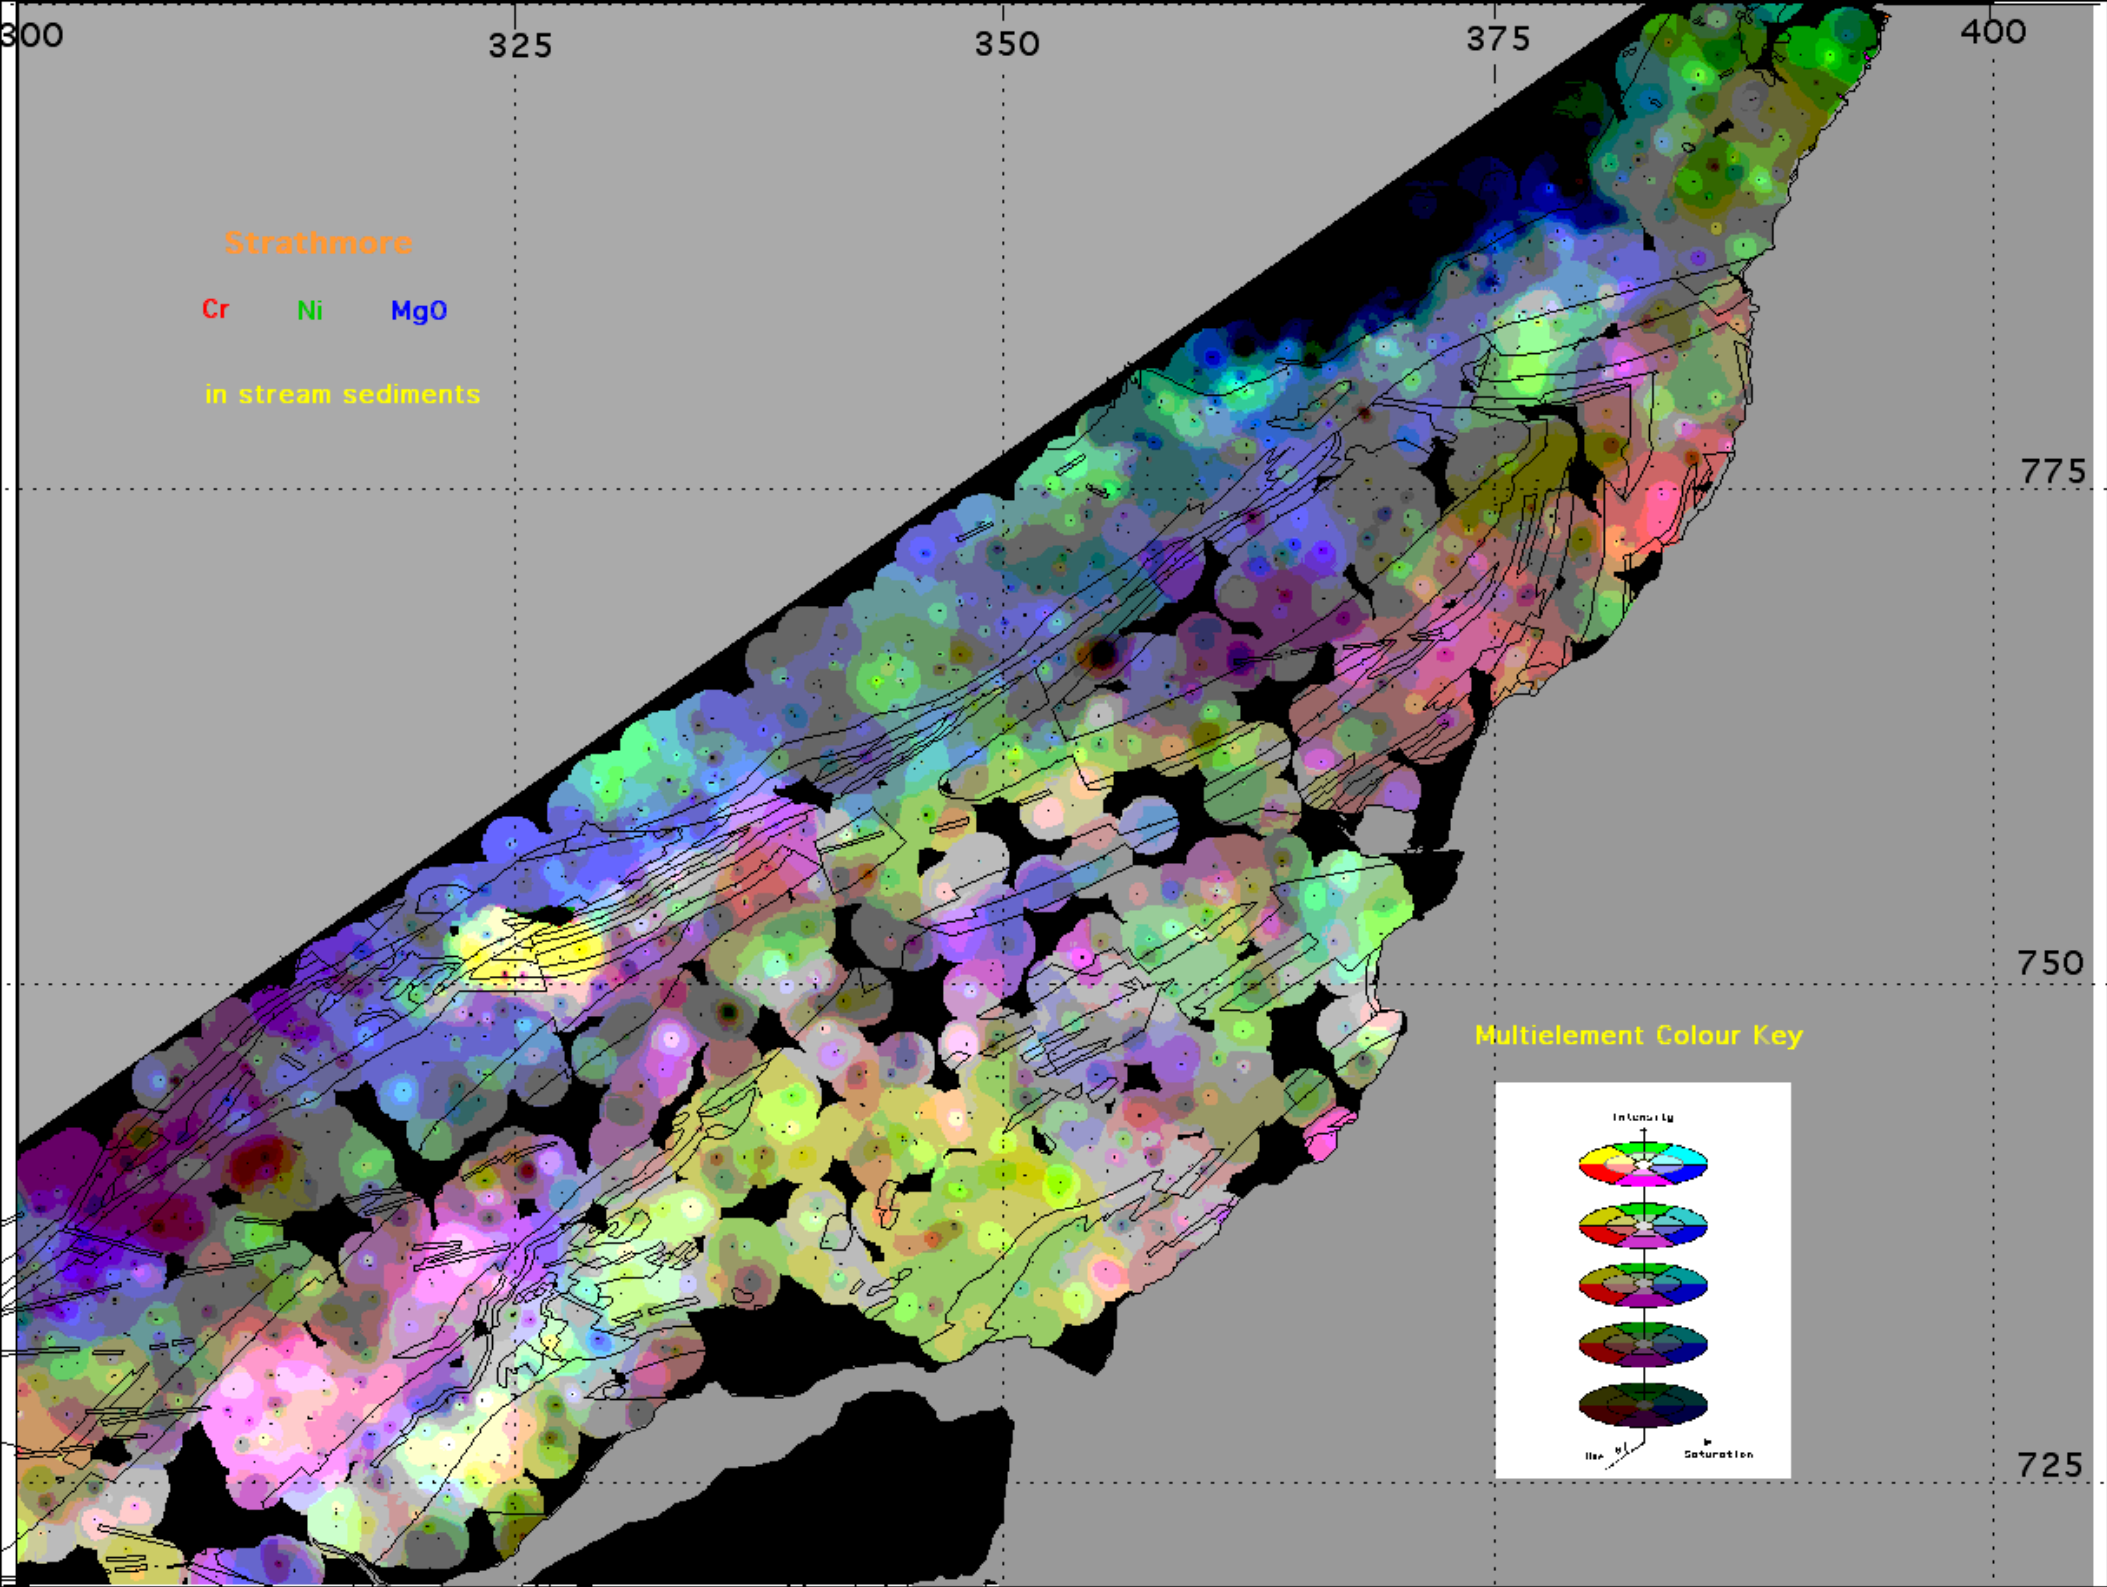 300 325 350 375 400
Strathmore
Cr Ni MgO
in stream sediments
775
750
Multielement Colour Key
Intensity
Hue
Saturation
725